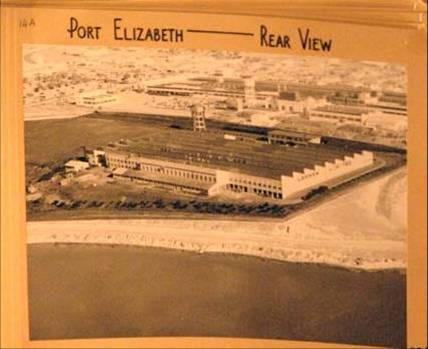 14A
PORT ELIZABETH — REAR VIEW